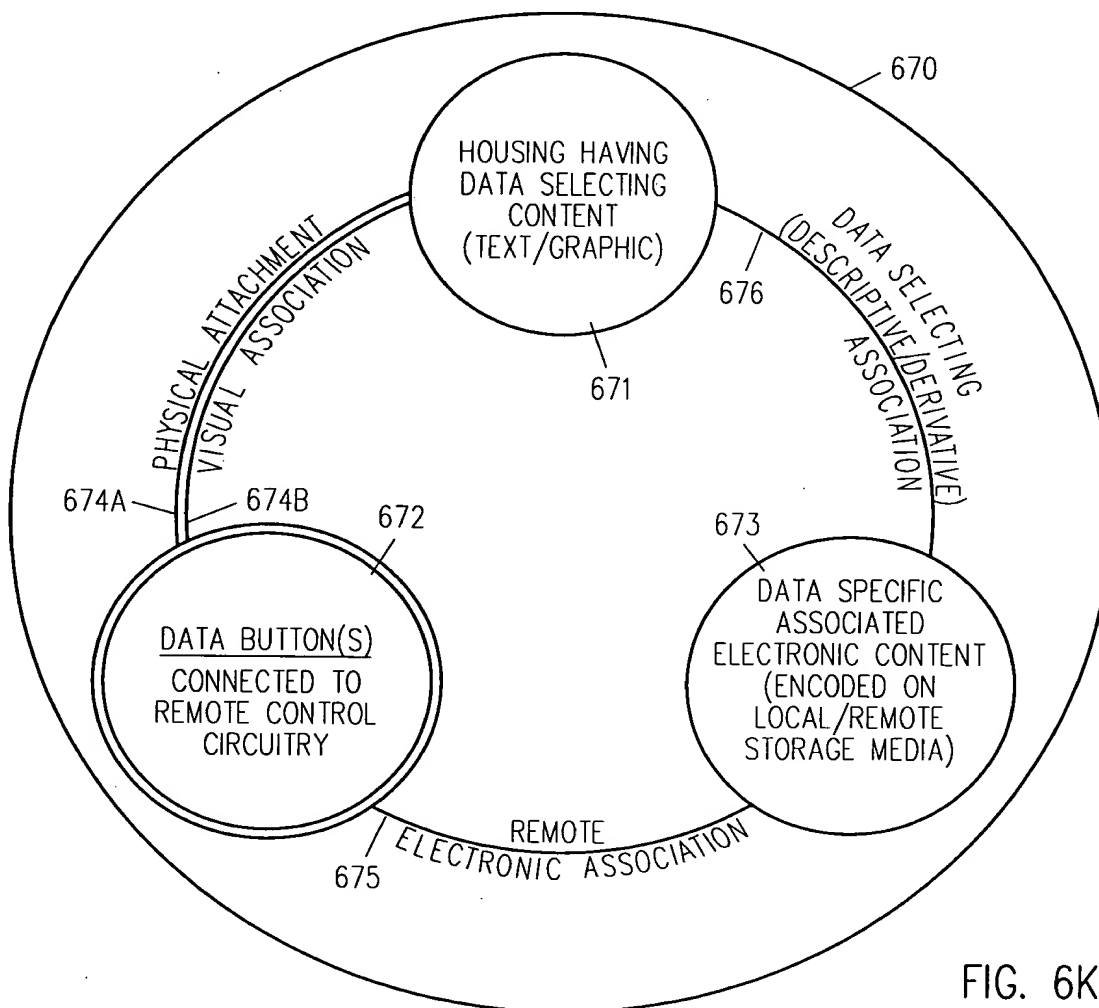 670
HOUSING HAVING
DATA SELECTING
CONTENT
(TEXT/GRAPHIC)
671
PHYSICAL ATTACHMENT
VISUAL ASSOCIATION
676
DATA SELECTING
(DESCRIPTIVE/DERIVATIVE)
ASSOCIATION
674A
674B
672
DATA BUTTON(S)
CONNECTED TO
REMOTE CONTROL
CIRCUITRY
673
DATA SPECIFIC
ASSOCIATED
ELECTRONIC CONTENT
(ENCODED ON
LOCAL/REMOTE
STORAGE MEDIA)
675
REMOTE
ELECTRONIC ASSOCIATION
FIG. 6K